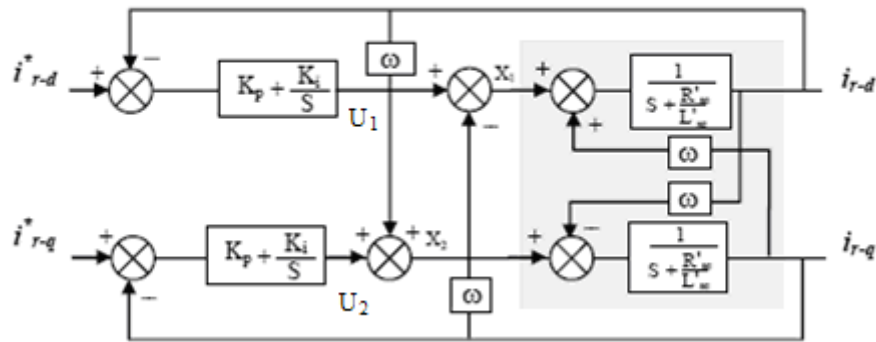 i*r-d
+
−
Kp + Ki/S
U1
ω
+
−
X1
+
+
1
S +
ω
ir-d
i*r-q
+
−
Kp + Ki/S
U2
+
+
X2
ω
+
−
ω
1
S +
ir-q